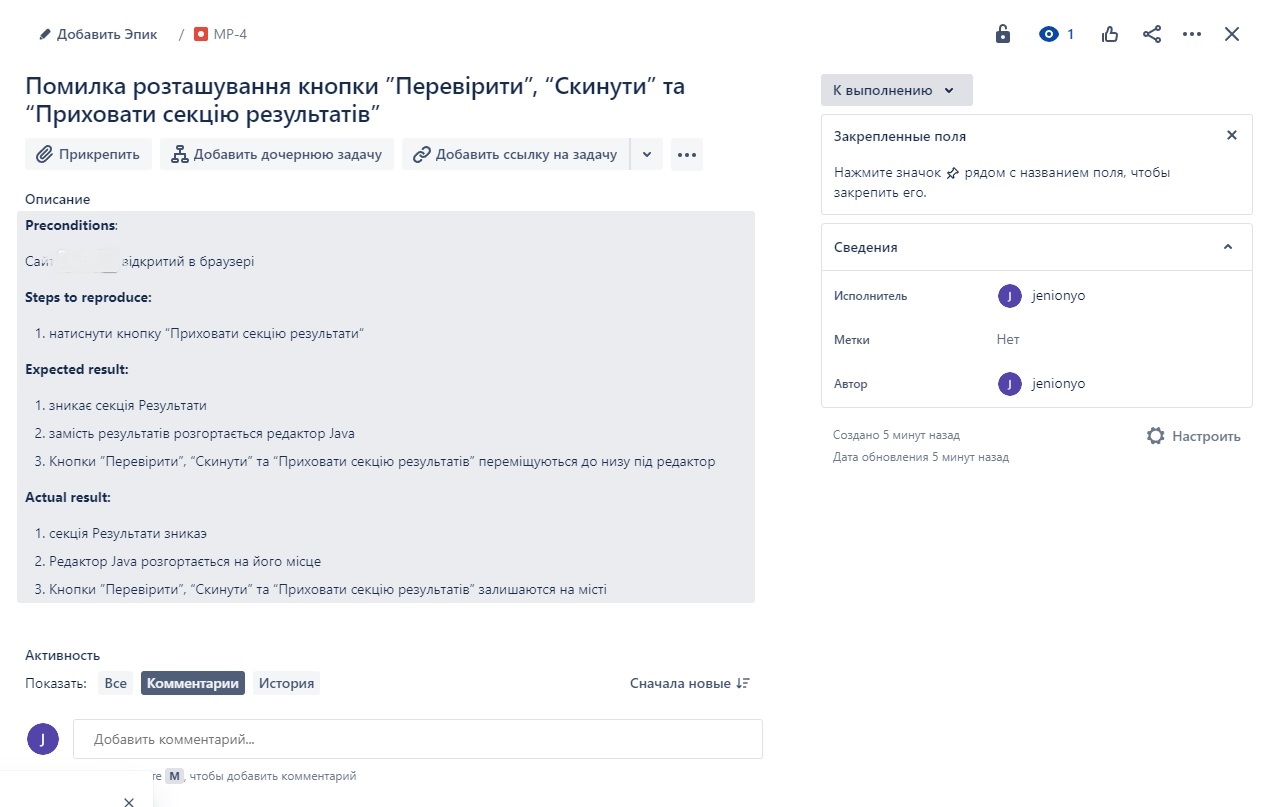 Добавить Эпик / MP-4
1
Помилка розташування кнопки ”Перевірити”, “Скинути” та
“Приховати секцію результатів”
Прикрепить
Добавить дочернюю задачу
Добавить ссылку на задачу
Описание
Preconditions:
відкритий в браузері
Steps to reproduce:
1. натиснути кнопку “Приховати секцію результати”
Expected result:
1. зникає секція Результати
2. замість результатів розгортається редактор Java
3. Кнопки ”Перевірити”, “Скинути” та “Приховати секцію результатів” переміщуються до низу під редактор
Actual result:
1. секція Результати зникаэ
2. Редактор Java розгортається на його місце
3. Кнопки ”Перевірити”, “Скинути” та “Приховати секцію результатів” залишаются на місті
Активность
Показать: Все Комментарии История
Сначала новые
J
Добавить комментарий...
M, чтобы добавить комментарий
К выполнению
Закрепленные поля
Нажмите значок рядом с названием поля, чтобы
закрепить его.
Сведения
Исполнитель J jenionyo
Метки Нет
Автор J jenionyo
Создано 5 минут назад
Настроить
Дата обновления 5 минут назад